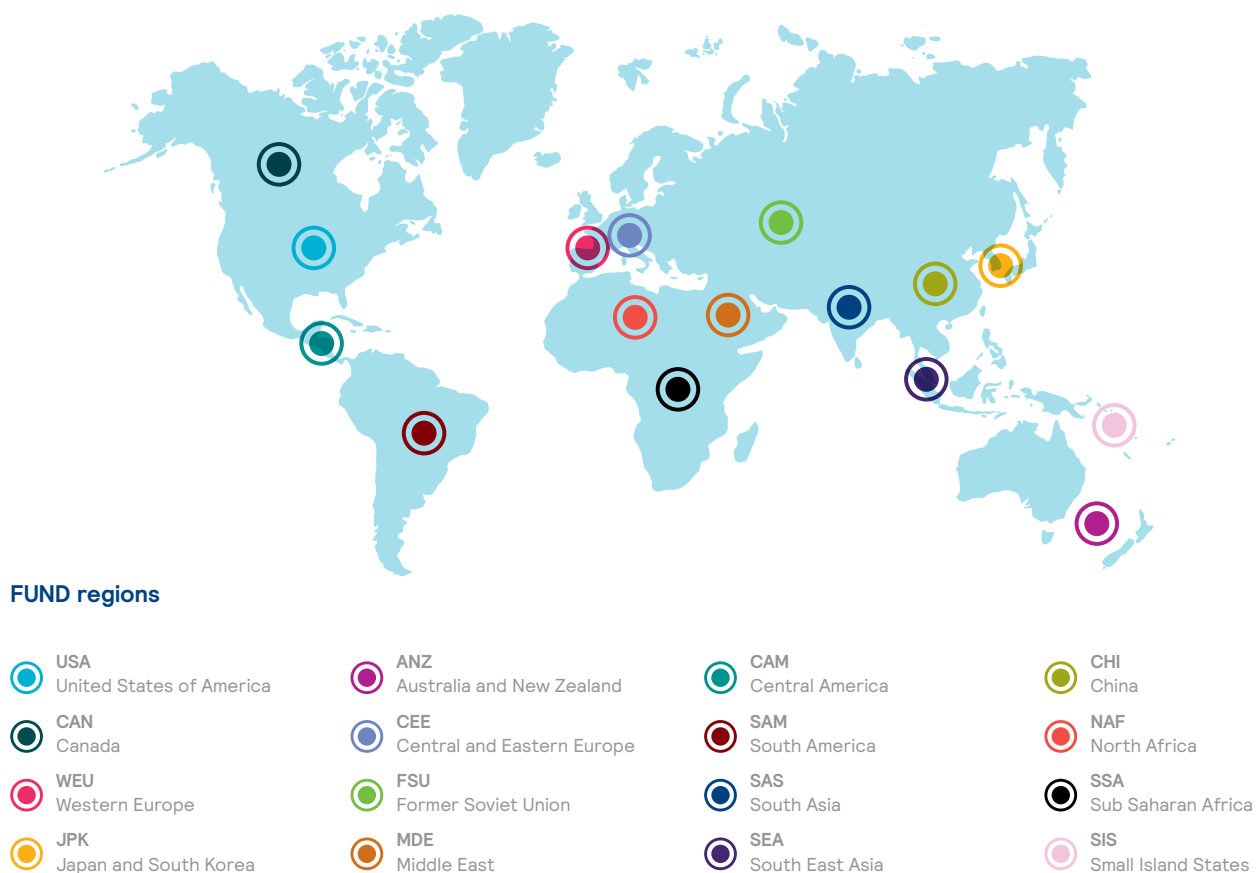 FUND regions
USA
United States of America
CAN
Canada
WEU
Western Europe
JPK
Japan and South Korea
ANZ
Australia and New Zealand
CEE
Central and Eastern Europe
FSU
Former Soviet Union
MDE
Middle East
CAM
Central America
SAM
South America
SAS
South Asia
SEA
South East Asia
CHI
China
NAF
North Africa
SSA
Sub Saharan Africa
SIS
Small Island States